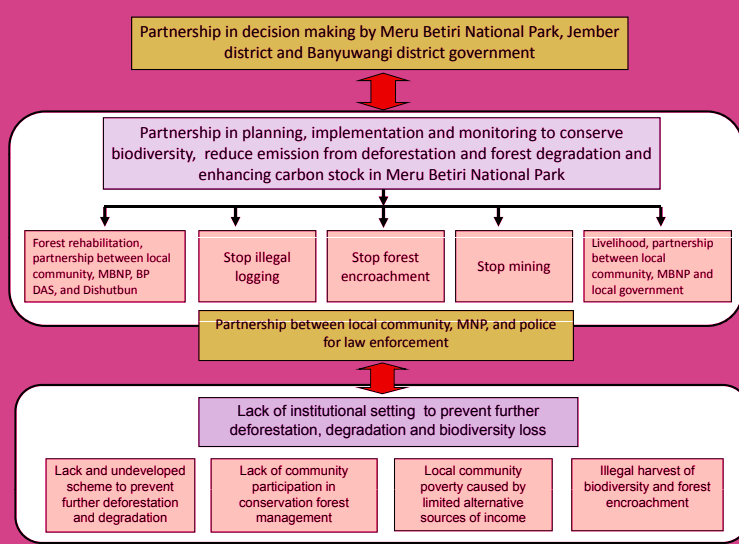 Partnership in decision making by Meru Betiri National Park, Jember
district and Banyuwangi district government
Partnership in planning, implementation and monitoring to conserve
biodiversity, reduce emission from deforestation and forest degradation and
enhancing carbon stock in Meru Betiri National Park
Forest rehabilitation,
partnership between local
community, MBNP, BP
DAS, and Dishutbun
Stop illegal
logging
Stop forest
encroachment
Stop mining
Livelihood, partnership
between local
community, MBNP and
local government
Partnership between local community, MNP, and police
for law enforcement
Lack of institutional setting to prevent further
deforestation, degradation and biodiversity loss
Lack and undeveloped
scheme to prevent
further deforestation
and degradation
Lack of community
participation in
conservation forest
management
Local community
poverty caused by
limited alternative
sources of income
Illegal harvest of
biodiversity and forest
encroachment